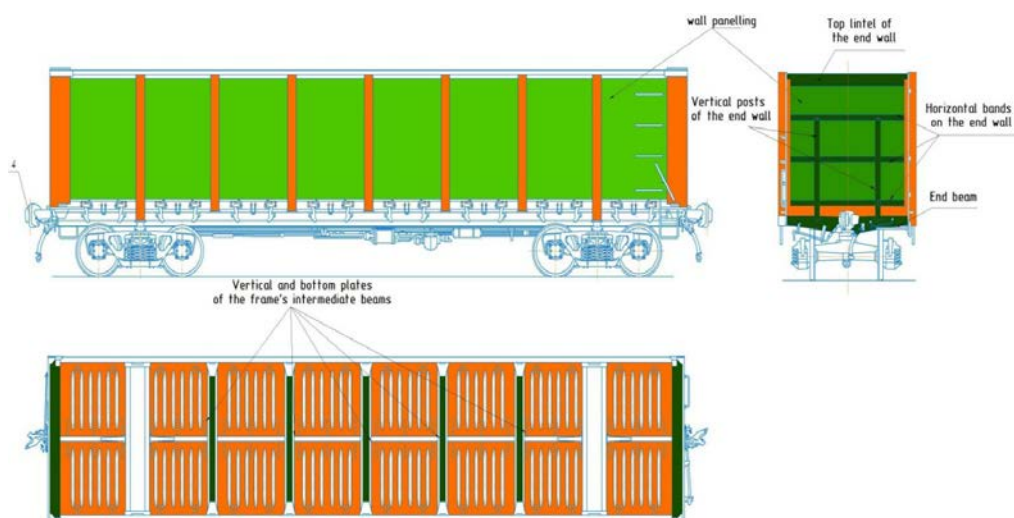 wall panelling
Top lintel of
the end wall
Vertical posts
of the end wall
Horizontal bands
on the end wall
End beam
Vertical and bottom plates
of the frame's intermediate beams